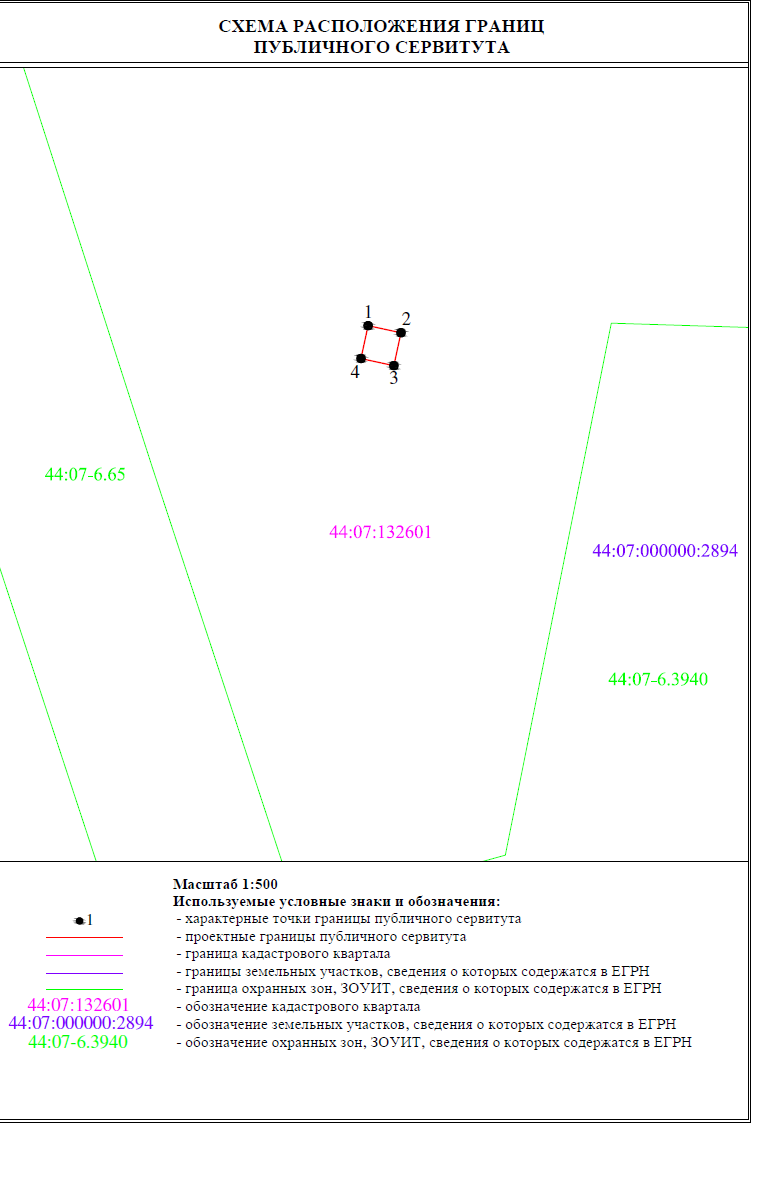 СХЕМА РАСПОЛОЖЕНИЯ ГРАНИЦ
ПУБЛИЧНОГО СЕРВИТУТА
1
2
4
3
44:07-6.65
44:07:132601
44:07:000000:2894
44:07-6.3940
Масштаб 1:500
Используемые условные знаки и обозначения:
1 - характерные точки границы публичного сервитута
- проектные границы публичного сервитута
- граница кадастрового квартала
- границы земельных участков, сведения о которых содержатся в ЕГРН
- граница охранных зон, ЗОУИТ, сведения о которых содержатся в ЕГРН
44:07:132601 - обозначение кадастрового квартала
44:07:000000:2894 - обозначение земельных участков, сведения о которых содержатся в ЕГРН
44:07-6.3940 - обозначение охранных зон, ЗОУИТ, сведения о которых содержатся в ЕГРН